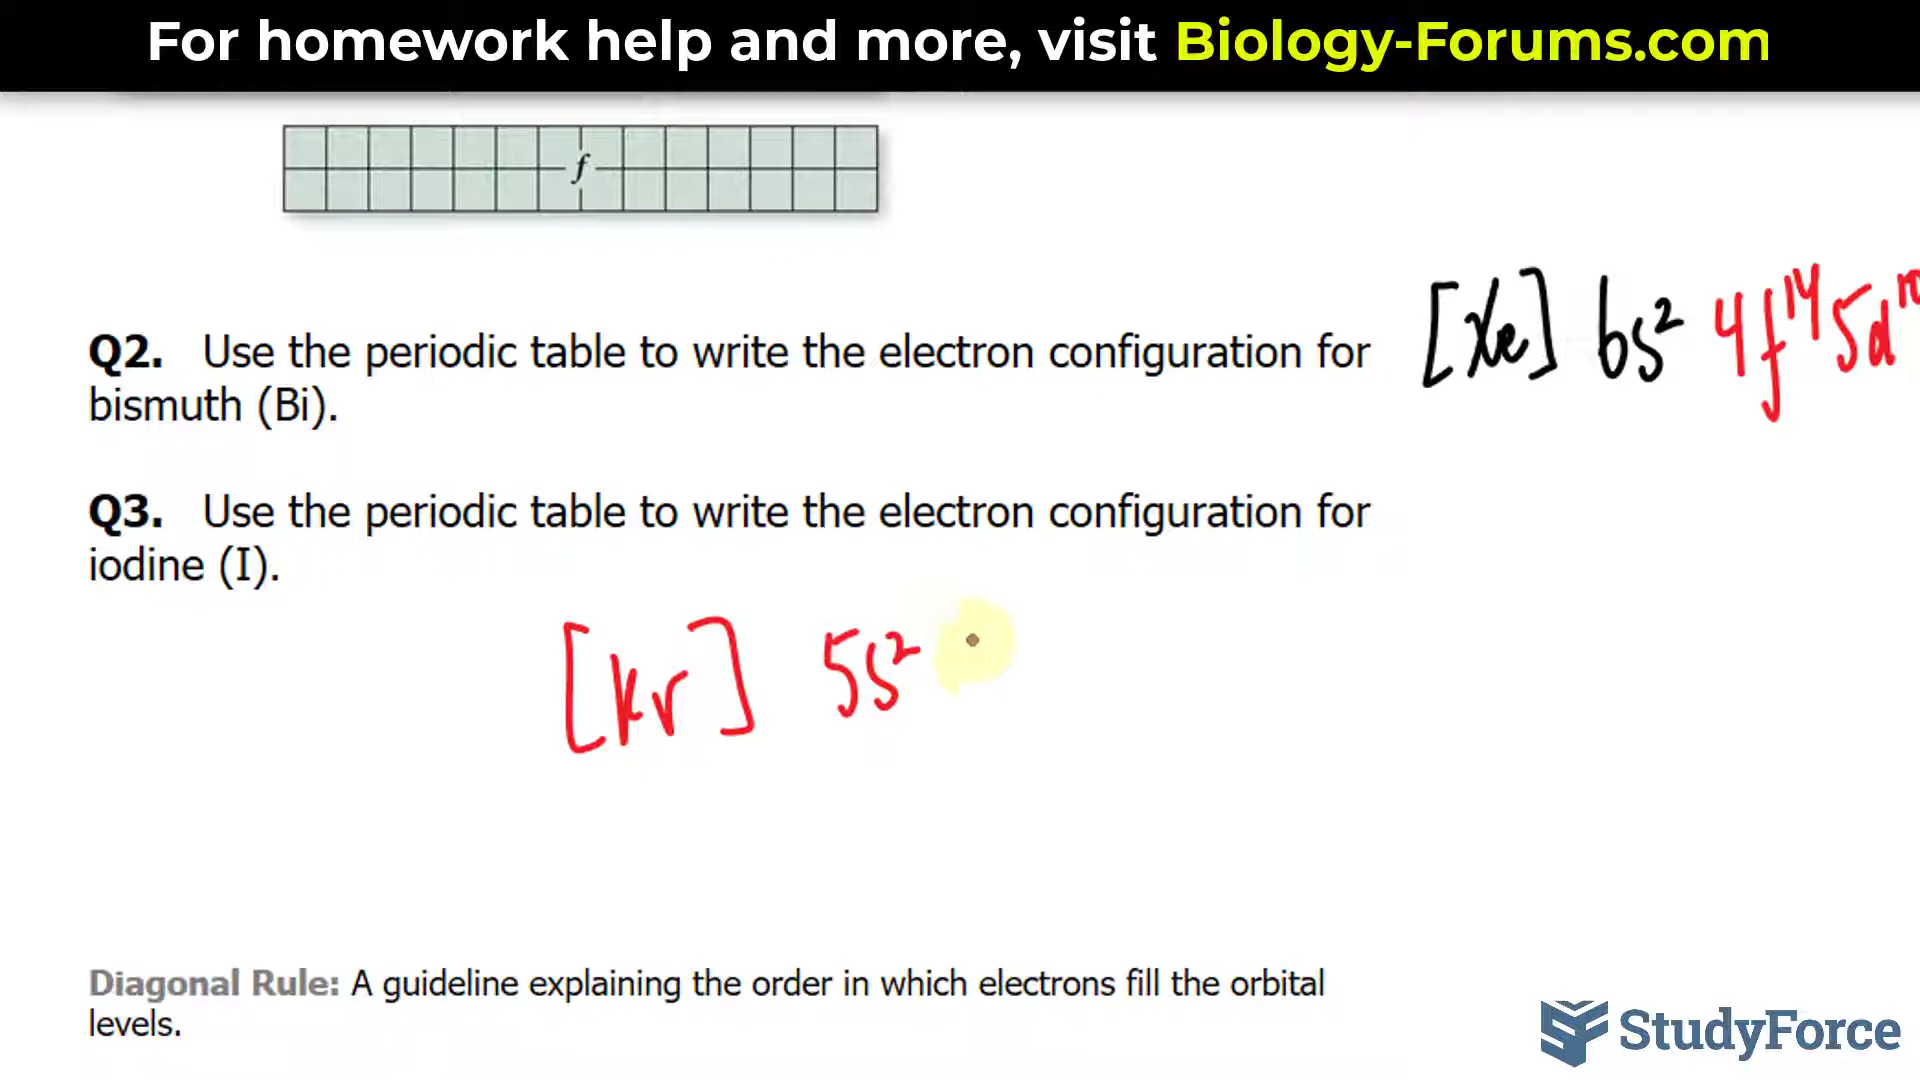 For homework help and more, visit Biology-Forums.com
f
Q2. Use the periodic table to write the electron configuration for
bismuth (Bi).
[Xe] 6s² 4f¹⁴ 5d¹⁰
Q3. Use the periodic table to write the electron configuration for
iodine (I).
[kr] 5s²
Diagonal Rule: A guideline explaining the order in which electrons fill the orbital
levels.
StudyForce